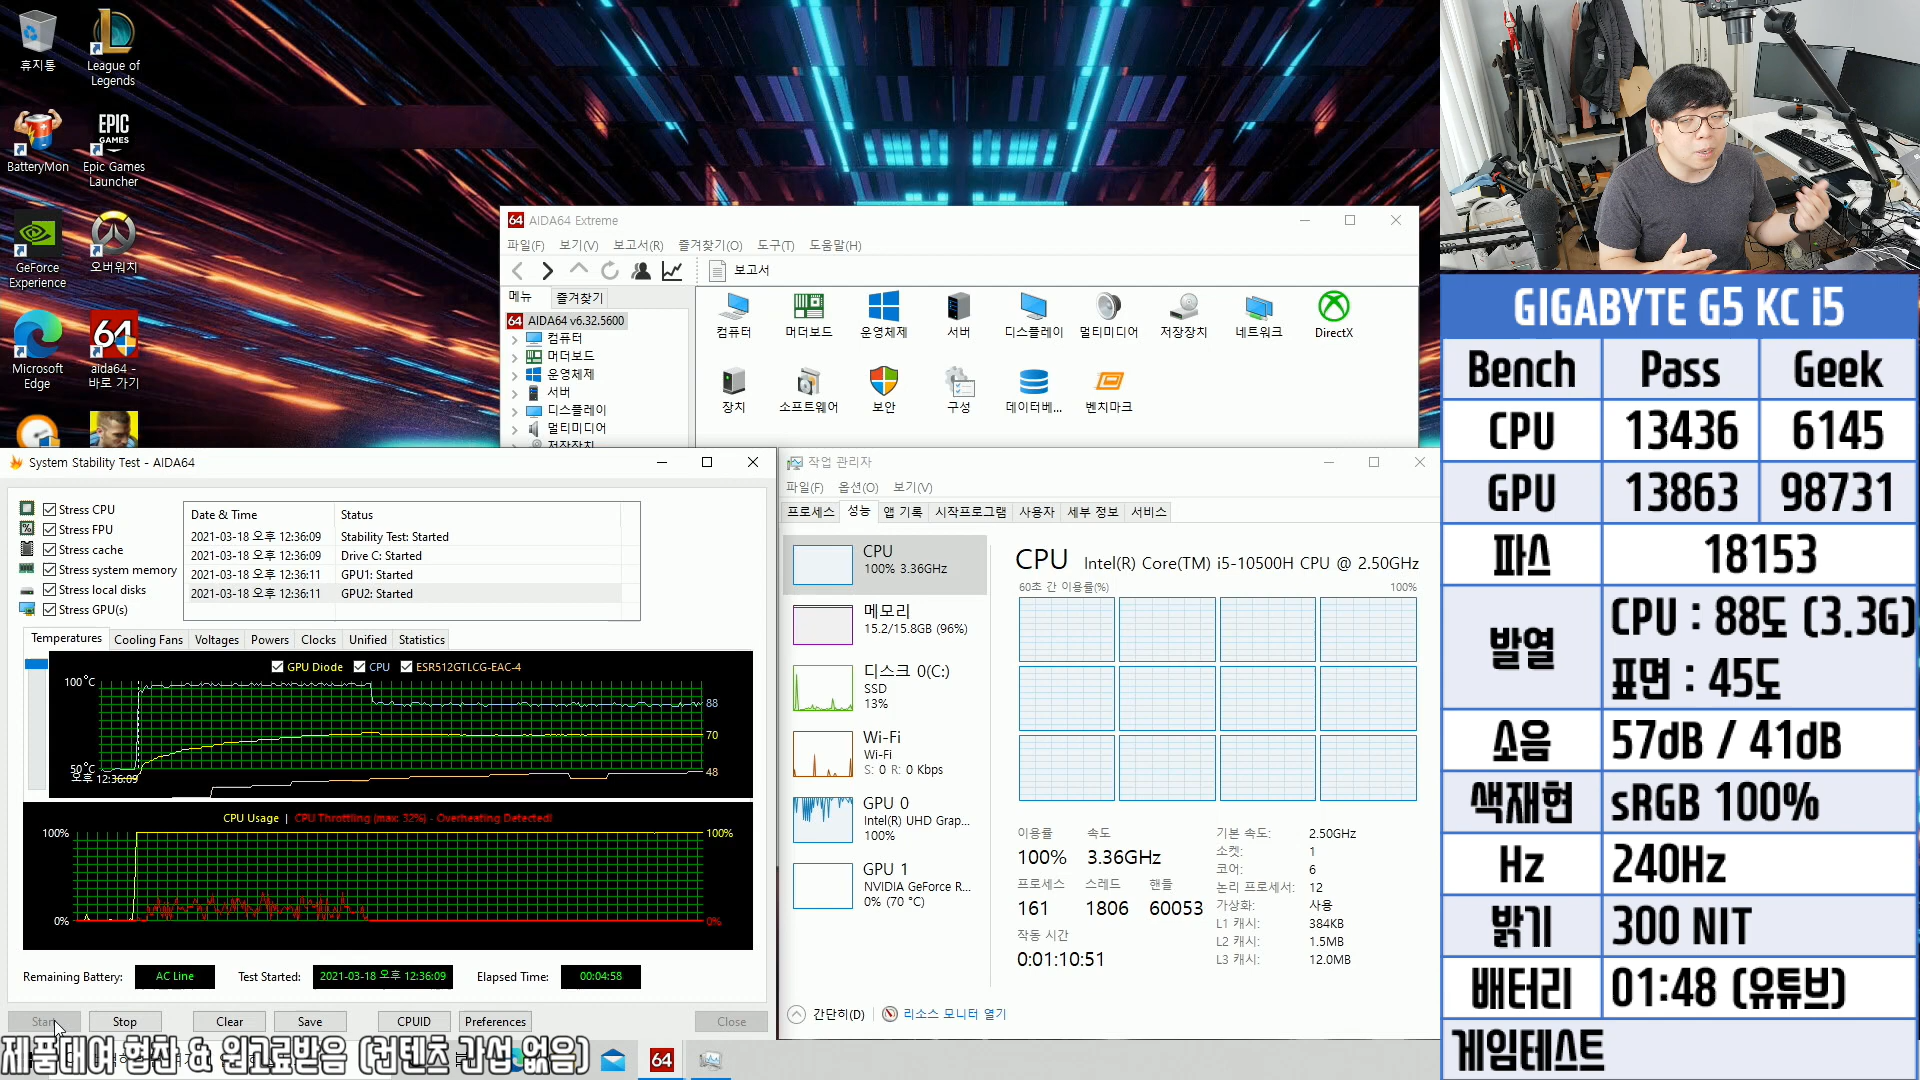 휴지통
League of
Legends
BatteryMon
EPIC
GAMES
Epic Games
Launcher
GeForce
Experience
오버워치
Microsoft
Edge
64
aida64 -
바로 가기
64 AIDA64 Extreme
파일(F) 보기(V) 보고서(R) 즐겨찾기(O) 도구(T) 도움말(H)
보고서
메뉴 즐겨찾기
64 AIDA64 v6.32.5600
컴퓨터
머더보드
운영체제
서버
디스플레이
멀티미디어
저장장치
컴퓨터 머더보드 운영체제 서버 디스플레이 멀티미디어 저장장치 네트워크 DirectX
장치 소프트웨어 보안 구성 데이터베... 벤치마크
System Stability Test - AIDA64
Stress CPU
Stress FPU
Stress cache
Stress system memory
Stress local disks
Stress GPU(s)
Date & Time Status
2021-03-18 오후 12:36:09 Stability Test: Started
2021-03-18 오후 12:36:09 Drive C: Started
2021-03-18 오후 12:36:11 GPU1: Started
2021-03-18 오후 12:36:11 GPU2: Started
Temperatures Cooling Fans Voltages Powers Clocks Unified Statistics
GPU Diode CPU ESR512GTLCG-EAC-4
100°C
88
70
50°C
48
오후 12:36:09
CPU Usage | CPU Throttling (max: 32%) - Overheating Detected!
100% 100%
0% 0%
Remaining Battery: AC Line Test Started: 2021-03-18 오후 12:36:09 Elapsed Time: 00:04:58
Start Stop Clear Save CPUID Preferences Close
작업 관리자
파일(F) 옵션(O) 보기(V)
프로세스 성능 앱 기록 시작프로그램 사용자 세부 정보 서비스
CPU
100% 3.36GHz
메모리
15.2/15.8GB (96%)
디스크 0(C:)
SSD
13%
Wi-Fi
Wi-Fi
S: 0 R: 0 Kbps
GPU 0
Intel(R) UHD Grap...
100%
GPU 1
NVIDIA GeForce R...
0% (70 °C)
CPU Intel(R) Core(TM) i5-10500H CPU @ 2.50GHz
60초 간 이용률(%) 100%
이용률 속도
100% 3.36GHz
프로세스 스레드 핸들
161 1806 60053
작동 시간
0:01:10:51
기본 속도: 2.50GHz
소켓: 1
코어: 6
논리 프로세서: 12
가상화: 사용
L1 캐시: 384KB
L2 캐시: 1.5MB
L3 캐시: 12.0MB
간단히(D) 리소스 모니터 열기
제품대여 협찬 & 원고료받음 (컨텐츠 간섭 없음)
64
GIGABYTE G5 KC i5
Bench Pass Geek
CPU 13436 6145
GPU 13863 98731
파스 18153
발열 CPU : 88도 (3.3G)
표면 : 45도
소음 57dB / 41dB
색재현 sRGB 100%
Hz 240Hz
밝기 300 NIT
배터리 01:48 (유튜브)
게임테스트